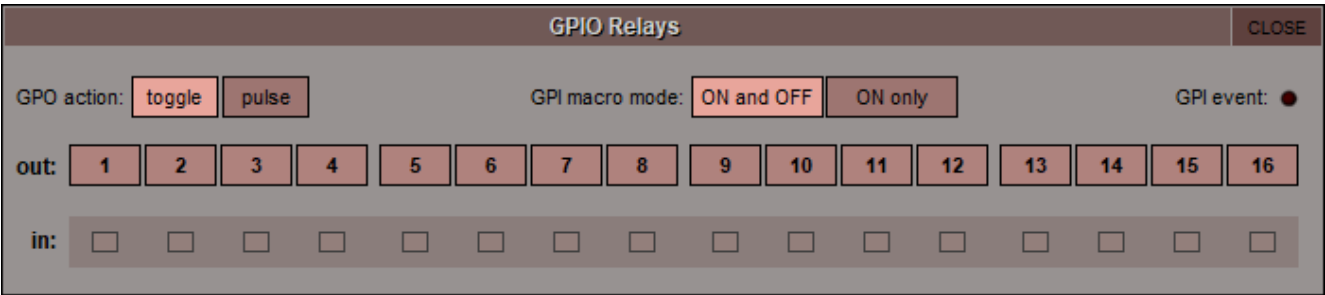 GPIO Relays CLOSE
GPO action: toggle pulse GPI macro mode: ON and OFF ON only GPI event:
out: 1 2 3 4 5 6 7 8 9 10 11 12 13 14 15 16
in: